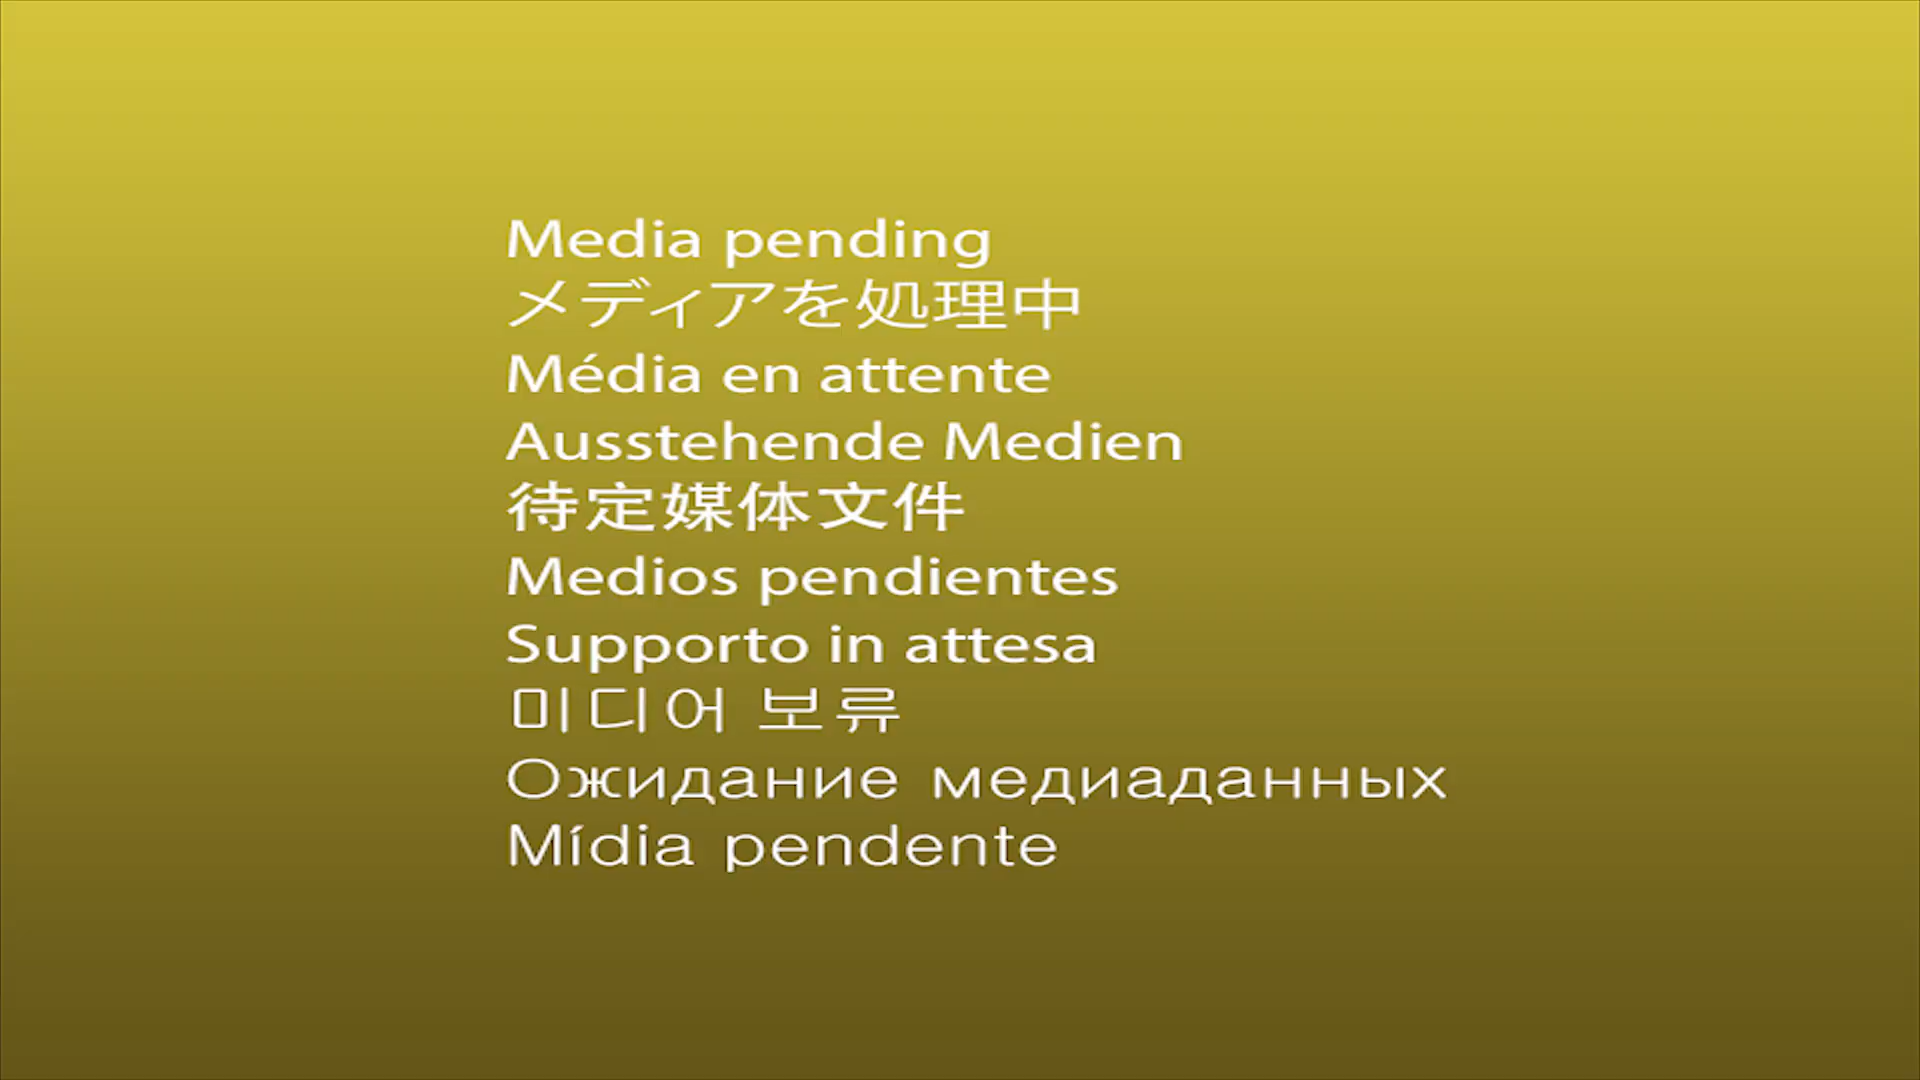 Media pending
メディアを処理中
Média en attente
Ausstehende Medien
待定媒体文件
Medios pendientes
Supporto in attesa
미디어 보류
Ожидание медиаданных
Mídia pendente